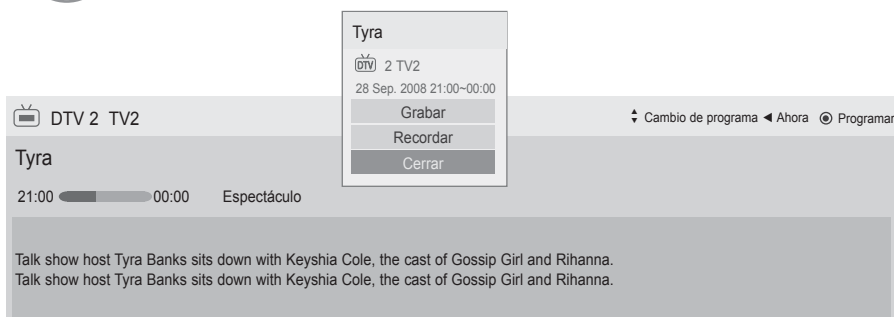 Tyra
DTV 2 TV2
28 Sep. 2008 21:00~00:00
Grabar
Recordar
Cerrar
DTV 2 TV2
Cambio de programa ◀ Ahora ◉ Programar
Tyra
21:00 00:00 Espectáculo
Talk show host Tyra Banks sits down with Keyshia Cole, the cast of Gossip Girl and Rihanna.
Talk show host Tyra Banks sits down with Keyshia Cole, the cast of Gossip Girl and Rihanna.